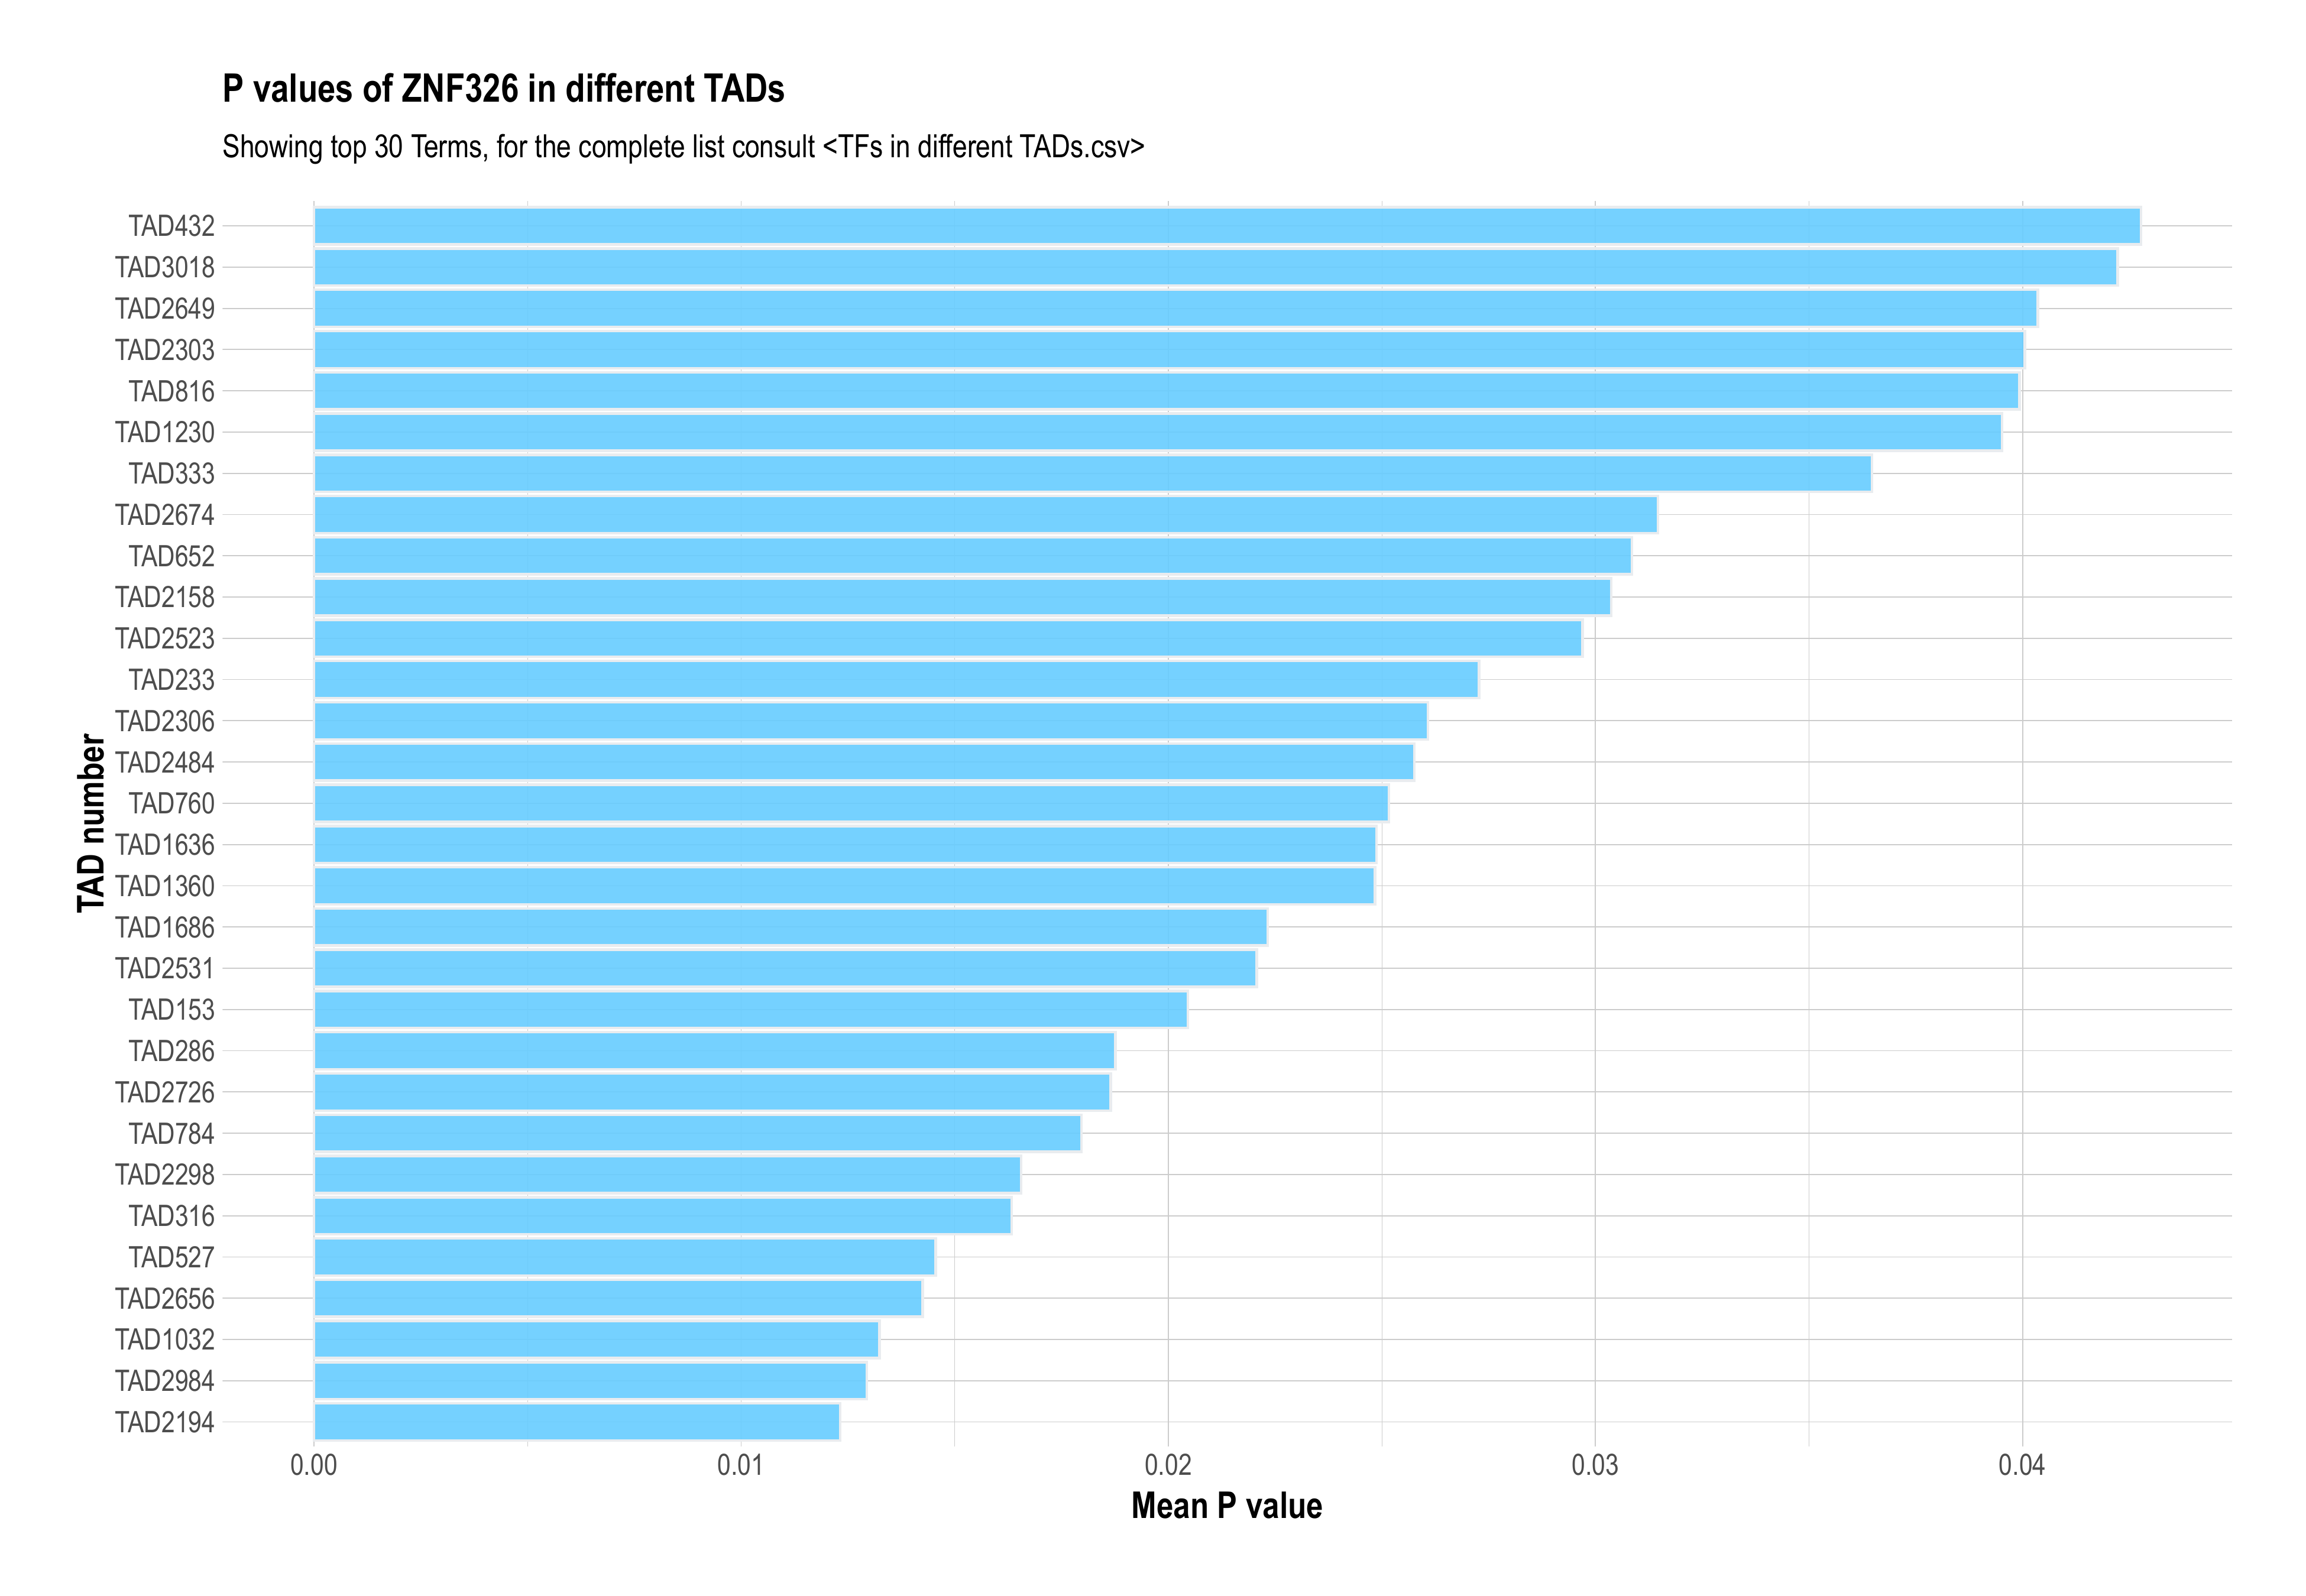 P values of ZNF326 in different TADs
Showing top 30 Terms, for the complete list consult <TFs in different TADs.csv>
TAD number
TAD432
TAD3018
TAD2649
TAD2303
TAD816
TAD1230
TAD333
TAD2674
TAD652
TAD2158
TAD2523
TAD233
TAD2306
TAD2484
TAD760
TAD1636
TAD1360
TAD1686
TAD2531
TAD153
TAD286
TAD2726
TAD784
TAD2298
TAD316
TAD527
TAD2656
TAD1032
TAD2984
TAD2194
0.00 0.01 0.02 0.03 0.04
Mean P value